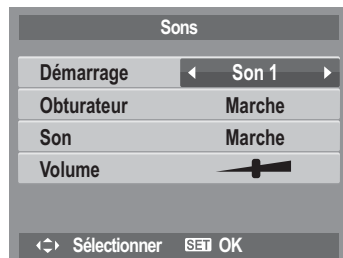 Sons
Démarrage Son 1
Obturateur Marche
Son Marche
Volume
Sélectionner SET OK